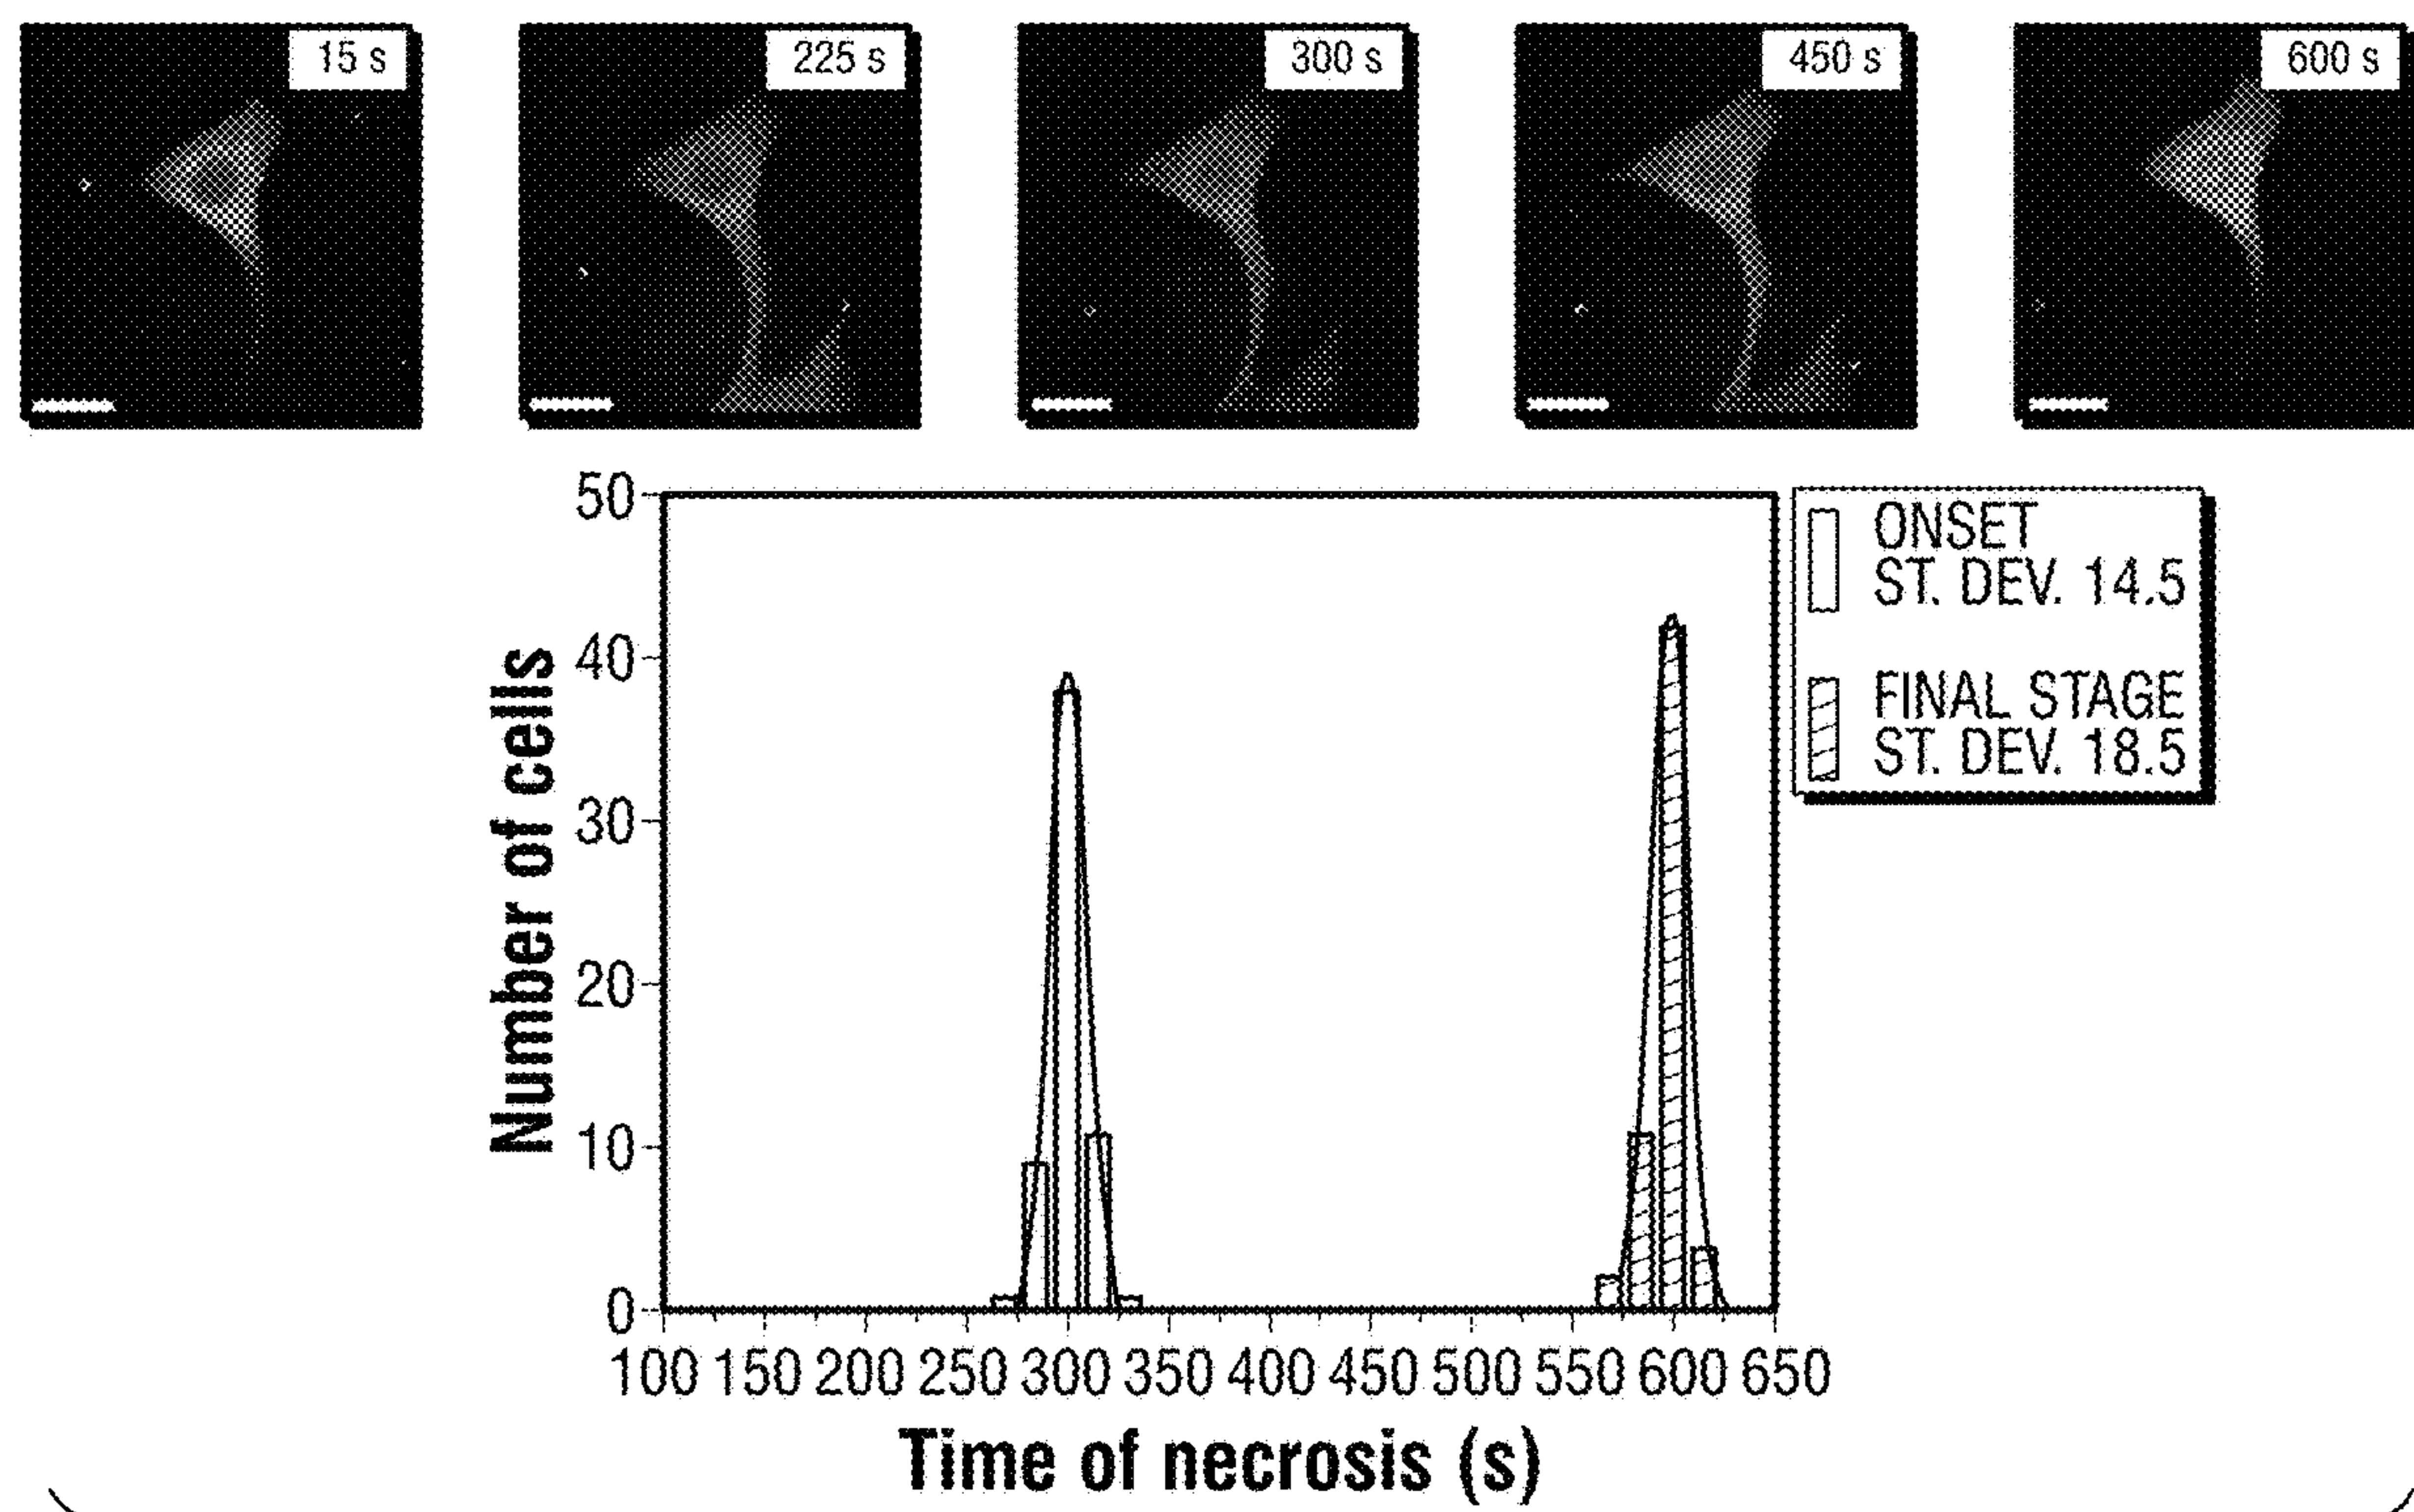 15 s
225 s
300 s
450 s
600 s
50
40
30
20
10
0
Number of cells
100 150 200 250 300 350 400 450 500 550 600 650
Time of necrosis (s)
ONSET
ST. DEV. 14.5
FINAL STAGE
ST. DEV. 18.5